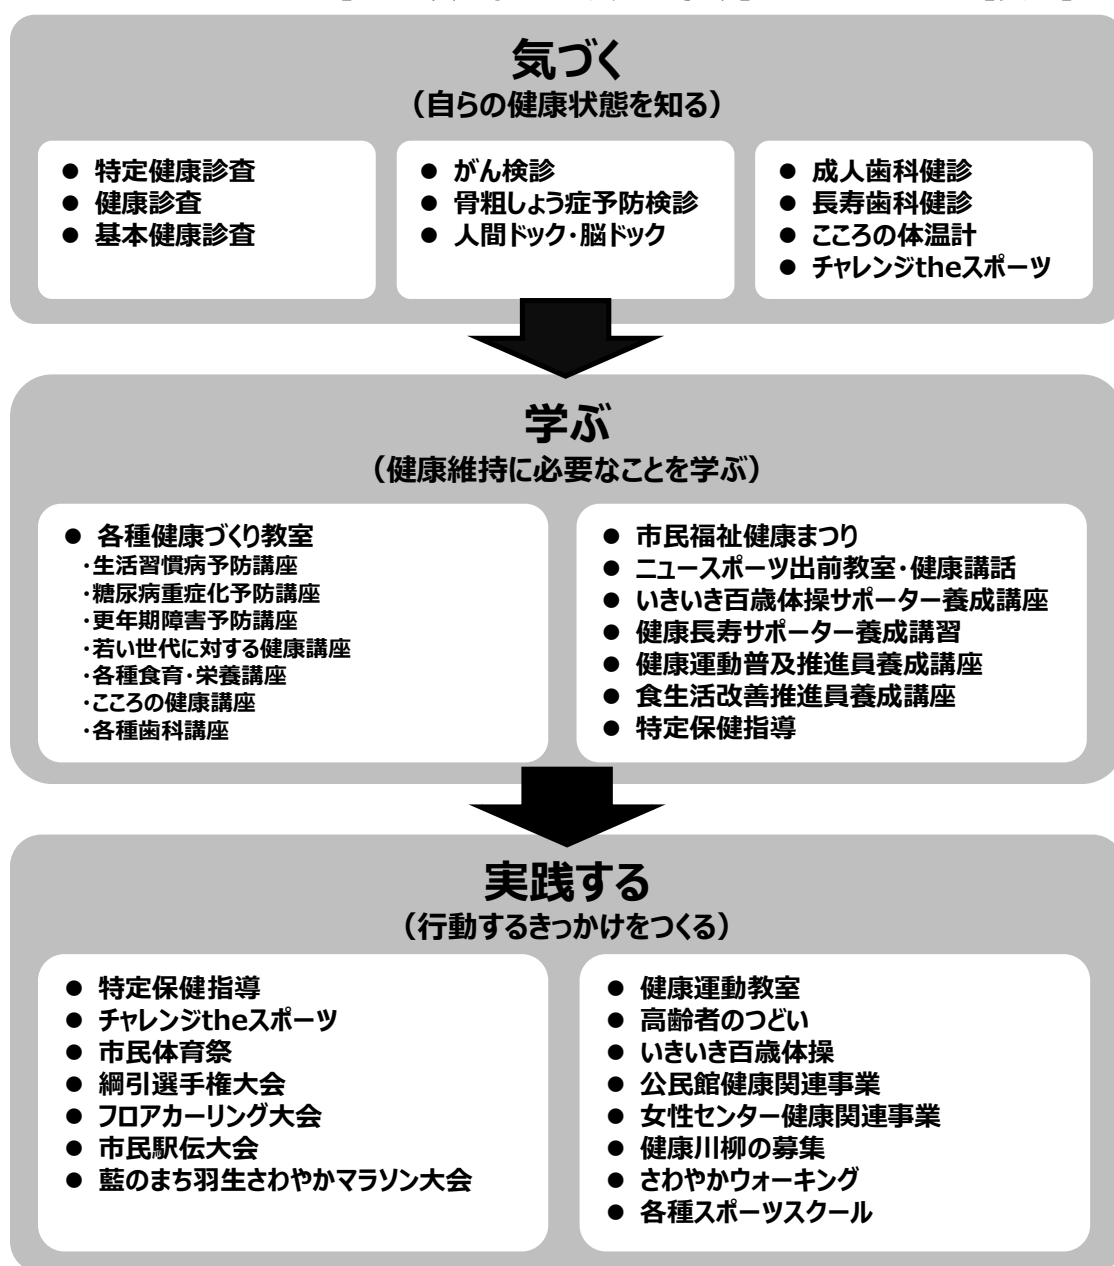 気づく
（自らの健康状態を知る）
● 特定健康診査
● 健康診査
● 基本健康診査
● がん検診
● 骨粗しょう症予防検診
● 人間ドック・脳ドック
● 成人歯科健診
● 長寿歯科健診
● こころの体温計
● チャレンジtheスポーツ
学ぶ
（健康維持に必要なことを学ぶ）
● 各種健康づくり教室
・生活習慣病予防講座
・糖尿病重症化予防講座
・更年期障害予防講座
・若い世代に対する健康講座
・各種食育・栄養講座
・こころの健康講座
・各種歯科講座
● 市民福祉健康まつり
● ニュースポーツ出前教室・健康講話
● いきいき百歳体操サポーター養成講座
● 健康長寿サポーター養成講習
● 健康運動普及推進員養成講座
● 食生活改善推進員養成講座
● 特定保健指導
実践する
（行動するきっかけをつくる）
● 特定保健指導
● チャレンジtheスポーツ
● 市民体育祭
● 綱引選手権大会
● フロアカーリング大会
● 市民駅伝大会
● 藍のまち羽生さわやかマラソン大会
● 健康運動教室
● 高齢者のつどい
● いきいき百歳体操
● 公民館健康関連事業
● 女性センター健康関連事業
● 健康川柳の募集
● さわやかウォーキング
● 各種スポーツスクール